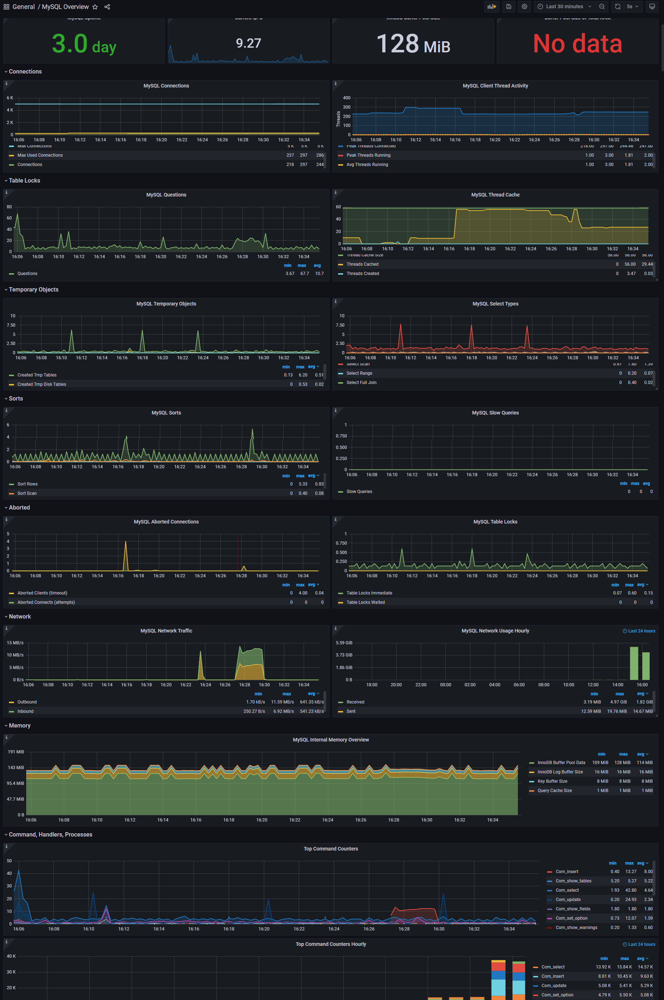 General / MySQL Overview
Last 30 minutes
5s
MySQL Uptime
Current QPS
InnoDB Buffer Pool Size
Buffer Pool Size of Total RAM
3.0 day
9.27
128 MiB
No data
Connections
MySQL Connections
6 K
4 K
2 K
0
16:06 16:08 16:10 16:12 16:14 16:16 16:18 16:20 16:22 16:24 16:26 16:28 16:30 16:32 16:34
Max Connections 5 K 5 K 5 K
Max Used Connections 237 297 286
Connections 218 297 244
MySQL Client Thread Activity
Threads
400
300
200
100
0
16:06 16:08 16:10 16:12 16:14 16:16 16:18 16:20 16:22 16:24 16:26 16:28 16:30 16:32 16:34
Peak Threads Connected 218.00 297.00 244.46 247.00
Peak Threads Running 1.00 3.00 1.81 2.00
Avg Threads Running 1.00 3.00 1.81 2.00
Table Locks
MySQL Questions
80
60
40
20
0
16:06 16:08 16:10 16:12 16:14 16:16 16:18 16:20 16:22 16:24 16:26 16:28 16:30 16:32 16:34
min max avg
Questions 3.67 67.7 10.7
MySQL Thread Cache
60
40
20
0
16:06 16:08 16:10 16:12 16:14 16:16 16:18 16:20 16:22 16:24 16:26 16:28 16:30 16:32 16:34
Thread Cache Size 58.00 58.00 58.00
Threads Cached 0 56.00 29.44
Threads Created 0 3.47 0.03
Temporary Objects
MySQL Temporary Objects
10
7.50
5
2.50
0
16:06 16:08 16:10 16:12 16:14 16:16 16:18 16:20 16:22 16:24 16:26 16:28 16:30 16:32 16:34
min max avg
Created Tmp Tables 0.13 6.20 0.51
Created Tmp Disk Tables 0 0.53 0.02
MySQL Select Types
10
7.50
5
2.50
0
16:06 16:08 16:10 16:12 16:14 16:16 16:18 16:20 16:22 16:24 16:26 16:28 16:30 16:32 16:34
Select Scan 0.67 7.80 1.39
Select Range 0 0.20 0.07
Select Full Join 0 0.40 0.02
Sorts
MySQL Sorts
6
4
2
0
16:06 16:08 16:10 16:12 16:14 16:16 16:18 16:20 16:22 16:24 16:26 16:28 16:30 16:32 16:34
min max avg
Sort Rows 0 5.33 0.83
Sort Scan 0 0.40 0.08
MySQL Slow Queries
1
0.750
0.500
0.250
0
16:06 16:08 16:10 16:12 16:14 16:16 16:18 16:20 16:22 16:24 16:26 16:28 16:30 16:32 16:34
min max avg
Slow Queries 0 0 0
Aborted
MySQL Aborted Connections
5
4
3
2
1
0
16:06 16:08 16:10 16:12 16:14 16:16 16:18 16:20 16:22 16:24 16:26 16:28 16:30 16:32 16:34
min max avg
Aborted Clients (timeout) 0 4.00 0.04
Aborted Connects (attempts) 0 0 0
MySQL Table Locks
1
0.750
0.500
0.250
0
16:06 16:08 16:10 16:12 16:14 16:16 16:18 16:20 16:22 16:24 16:26 16:28 16:30 16:32 16:34
min max avg
Table Locks Immediate 0.07 0.60 0.15
Table Locks Waited 0 0 0
Network
MySQL Network Traffic
15 MB/s
10 MB/s
5 MB/s
0 B/s
16:06 16:08 16:10 16:12 16:14 16:16 16:18 16:20 16:22 16:24 16:26 16:28 16:30 16:32 16:34
min max avg
Outbound 1.70 kB/s 11.59 MB/s 641.35 kB/s
Inbound 250.27 B/s 6.92 MB/s 541.23 kB/s
MySQL Network Usage Hourly
Last 24 hours
5.59 GiB
3.73 GiB
1.86 GiB
0 B
18:00 20:00 22:00 00:00 02:00 04:00 06:00 08:00 10:00 12:00 14:00 16:00
min max avg
Received 3.19 MiB 4.97 GiB 1.82 GiB
Sent 12.59 MiB 19.76 MiB 14.67 MiB
Memory
MySQL Internal Memory Overview
191 MiB
143 MiB
95.4 MiB
47.7 MiB
0 B
16:06 16:08 16:10 16:12 16:14 16:16 16:18 16:20 16:22 16:24 16:26 16:28 16:30 16:32 16:34
min max avg
InnoDB Buffer Pool Data 109 MiB 128 MiB 114 MiB
InnoDB Log Buffer Size 16 MiB 16 MiB 16 MiB
Key Buffer Size 8 MiB 8 MiB 8 MiB
Query Cache Size 1 MiB 1 MiB 1 MiB
Command, Handlers, Processes
Top Command Counters
50
40
30
20
10
0
16:06 16:08 16:10 16:12 16:14 16:16 16:18 16:20 16:22 16:24 16:26 16:28 16:30 16:32 16:34
min max avg
Com_insert 0.40 13.27 8.00
Com_show_tables 5.20 5.27 5.22
Com_select 1.93 42.80 4.64
Com_update 0.20 24.93 2.34
Com_show_fields 1.80 1.80 1.80
Com_set_option 0.73 12.07 1.59
Com_show_warnings 0.20 1.33 0.60
Top Command Counters Hourly
Last 24 hours
40 K
30 K
20 K
min max avg
Com_select 13.92 K 15.84 K 14.57 K
Com_insert 8.81 K 10.45 K 9.63 K
Com_update 5.08 K 5.41 K 5.29 K
Com_set_option 4.79 K 5.50 K 5.08 K